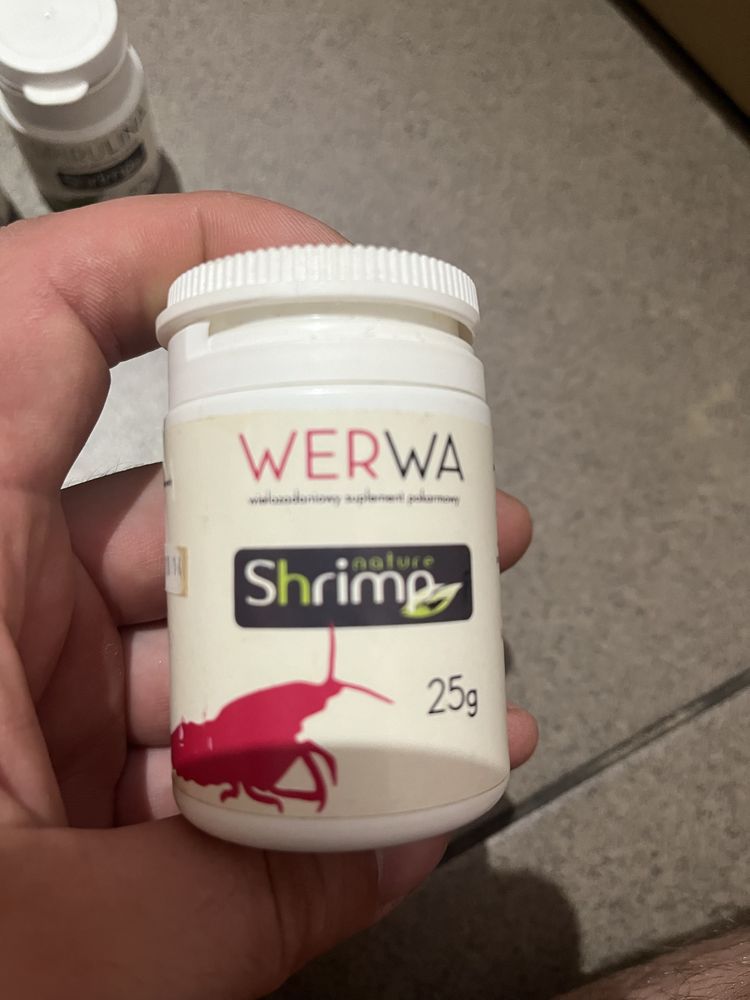 WERWA
wielozadaniowy suplement pokarmowy
nature
Shrimp
25g